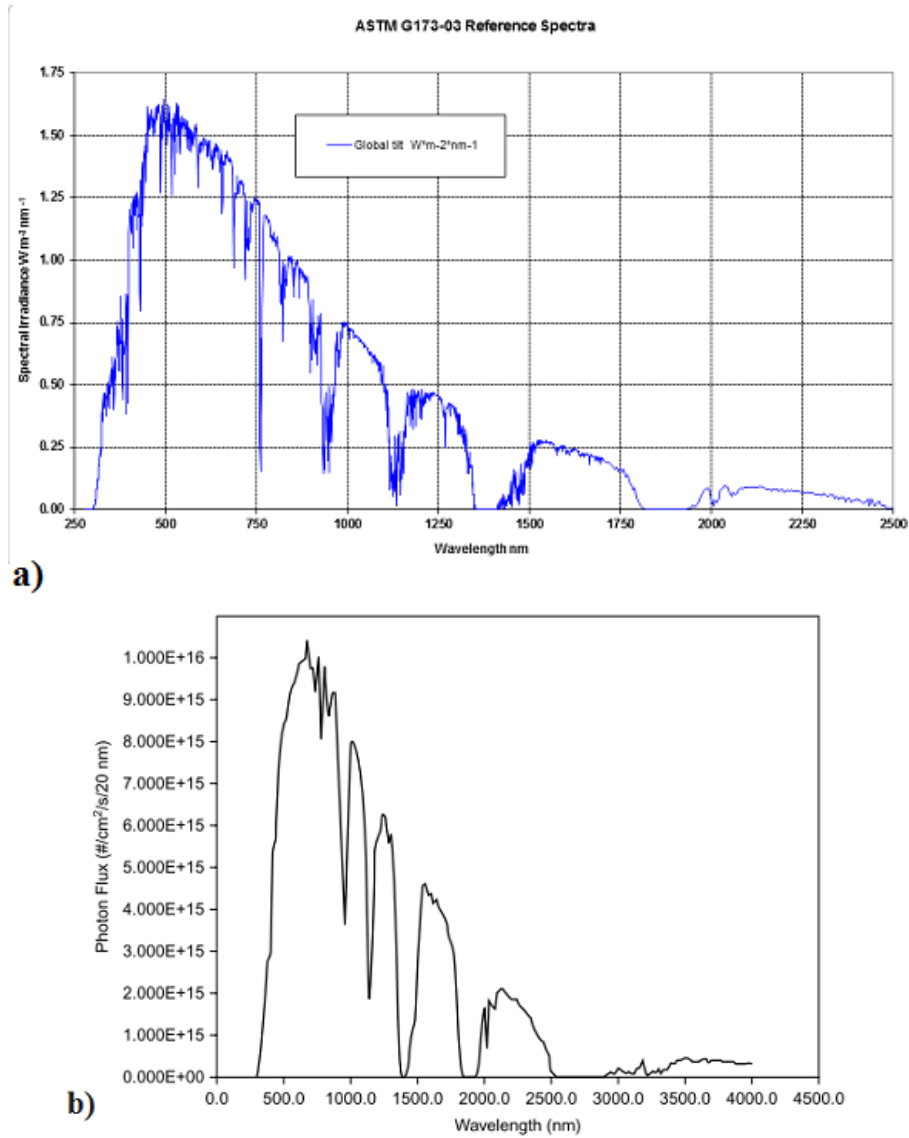 ASTM G173-03 Reference Spectra
1.75
1.50
1.25
1.00
0.75
0.50
0.25
0.00
Spectral Irradiance W m-2 nm-1
Global tilt W*m-2*nm-1
250 500 750 1000 1250 1500 1750 2000 2250 2500
Wavelength nm
a)
1.000E+16
9.000E+15
8.000E+15
7.000E+15
6.000E+15
5.000E+15
4.000E+15
3.000E+15
2.000E+15
1.000E+15
0.000E+00
Photon Flux (#/cm²/s/20 nm)
0.0 500.0 1000.0 1500.0 2000.0 2500.0 3000.0 3500.0 4000.0 4500.0
Wavelength (nm)
b)